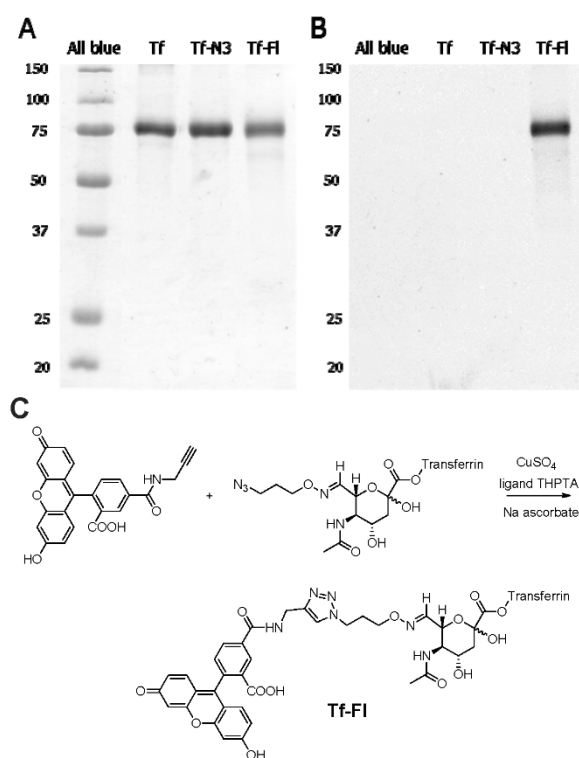 A
B
All blue Tf Tf-N3 Tf-Fl
All blue Tf Tf-N3 Tf-Fl
150
100
75
50
37
25
20
150
100
75
50
37
25
20
C
O
O
HO
COOH
O
HN
+
N3
O
N
H
O
O
O
Transferrin
OH
HN
OH
O
CuSO4
ligand THPTA
Na ascorbate
O
HN
N=N
N
O
N
H
O
O
O
Transferrin
OH
HN
OH
O
COOH
O
O
OH
Tf-Fl